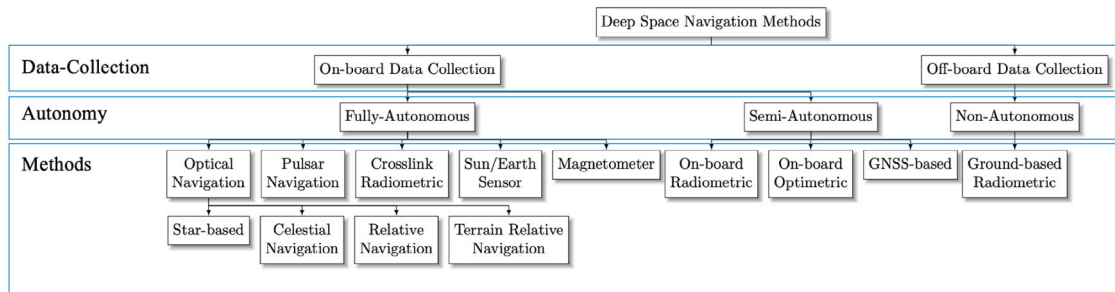 Deep Space Navigation Methods
Data-Collection
On-board Data Collection
Off-board Data Collection
Autonomy
Fully-Autonomous
Semi-Autonomous
Non-Autonomous
Methods
Optical
Navigation
Pulsar
Navigation
Crosslink
Radiometric
Sun/Earth
Sensor
Magnetometer
On-board
Radiometric
On-board
Optimetric
GNSS-based
Ground-based
Radiometric
Star-based
Celestial
Navigation
Relative
Navigation
Terrain Relative
Navigation